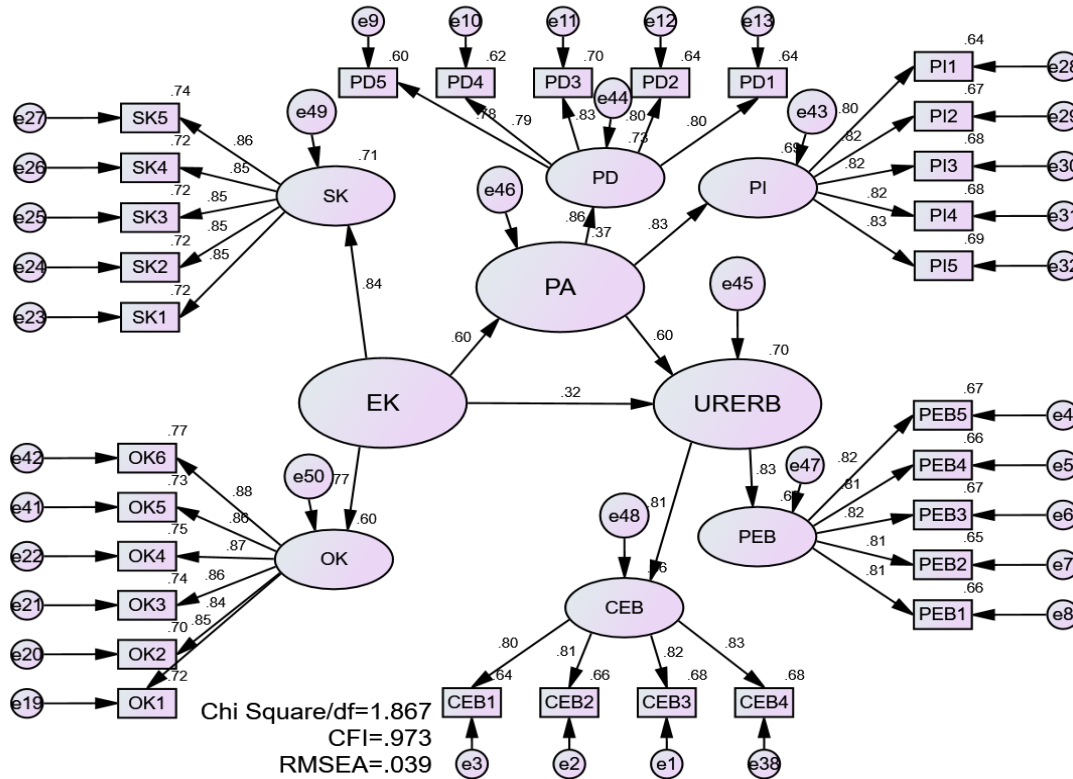 e9 e10 e11 e12 e13
.60 .62 .70 .64 .64
PD5 PD4 PD3 PD2 PD1
.78 .79 .83 .80 .80
e44
.73
PD
e43
PI
.64
PI1 e28
.80
.67
PI2 e29
.82
.68
PI3 e30
.82
.68
PI4 e31
.82
.69
PI5 e32
.83
.74
e27 SK5
.86
.72
e26 SK4
.85
.72
e25 SK3
.85
.72
e24 SK2
.85
.72
e23 SK1
.85
e49
.71
SK
e46
.86
.37
.83
PA
e45
.84
.60
.60
.70
EK
.32
URERB
.77
e42 OK6
.88
.73
e41 OK5
.86
.75
e22 OK4
.87
.74
e21 OK3
.86
.70
e20 OK2
.84
.72
e19 OK1
.85
e50
.77
.60
OK
.83
e47
PEB
.81
e48
CEB
.67
PEB5 e4
.82
.66
PEB4 e5
.81
.67
PEB3 e6
.82
.65
PEB2 e7
.81
.66
PEB1 e8
.81
.80 .81 .82 .83
.64 .66 .68 .68
CEB1 CEB2 CEB3 CEB4
e3 e2 e1 e38
Chi Square/df=1.867
CFI=.973
RMSEA=.039